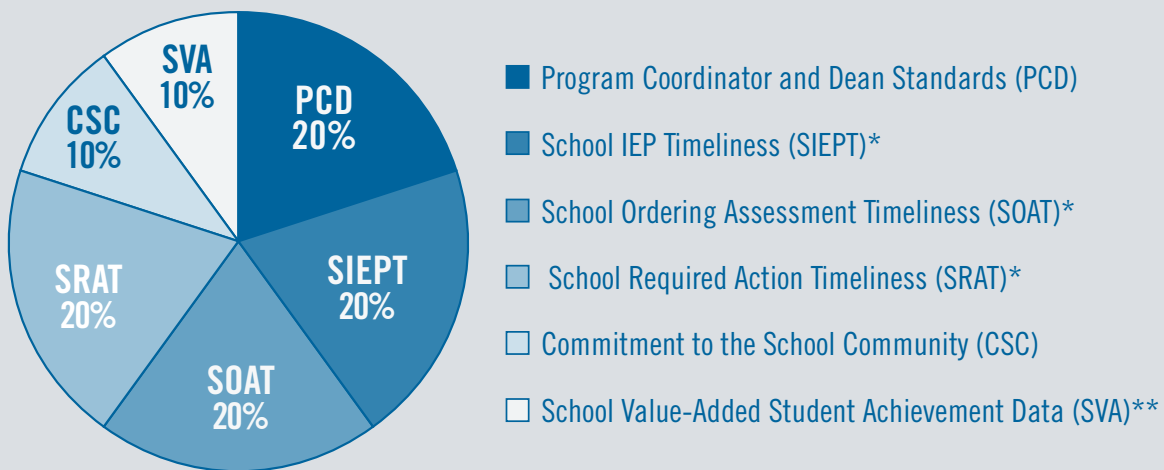 SVA
10%
PCD
20%
CSC
10%
SIEPT
20%
SRAT
20%
SOAT
20%
Program Coordinator and Dean Standards (PCD)
School IEP Timeliness (SIEPT)*
School Ordering Assessment Timeliness (SOAT)*
School Required Action Timeliness (SRAT)*
Commitment to the School Community (CSC)
School Value-Added Student Achievement Data (SVA)**